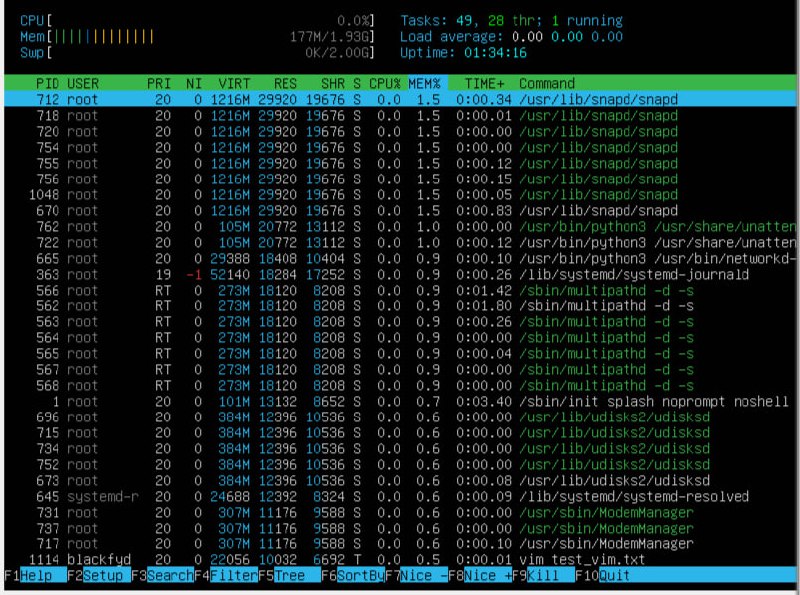 CPU[ 0.0%] Tasks: 49, 28 thr; 1 running
Mem[|||||||||||||||| 177M/1.93G] Load average: 0.00 0.00 0.00
Swp[ 0K/2.00G] Uptime: 01:34:16
PID USER PRI NI VIRT RES SHR S CPU% MEM% TIME+ Command
712 root 20 0 1216M 29920 19676 S 0.0 1.5 0:00.34 /usr/lib/snapd/snapd
718 root 20 0 1216M 29920 19676 S 0.0 1.5 0:00.01 /usr/lib/snapd/snapd
720 root 20 0 1216M 29920 19676 S 0.0 1.5 0:00.00 /usr/lib/snapd/snapd
754 root 20 0 1216M 29920 19676 S 0.0 1.5 0:00.00 /usr/lib/snapd/snapd
755 root 20 0 1216M 29920 19676 S 0.0 1.5 0:00.12 /usr/lib/snapd/snapd
756 root 20 0 1216M 29920 19676 S 0.0 1.5 0:00.15 /usr/lib/snapd/snapd
1048 root 20 0 1216M 29920 19676 S 0.0 1.5 0:00.05 /usr/lib/snapd/snapd
670 root 20 0 1216M 29920 19676 S 0.0 1.5 0:00.83 /usr/lib/snapd/snapd
762 root 20 0 105M 20772 13112 S 0.0 1.0 0:00.00 /usr/bin/python3 /usr/share/unatten
722 root 20 0 105M 20772 13112 S 0.0 1.0 0:00.12 /usr/bin/python3 /usr/share/unatten
665 root 20 0 29388 18408 10404 S 0.0 0.9 0:00.10 /usr/bin/python3 /usr/bin/networkd-
363 root 19 -1 52140 18284 17252 S 0.0 0.9 0:00.26 /lib/systemd/systemd-journald
566 root RT 0 273M 18120 8208 S 0.0 0.9 0:01.42 /sbin/multipathd -d -s
562 root RT 0 273M 18120 8208 S 0.0 0.9 0:01.80 /sbin/multipathd -d -s
563 root RT 0 273M 18120 8208 S 0.0 0.9 0:00.26 /sbin/multipathd -d -s
564 root RT 0 273M 18120 8208 S 0.0 0.9 0:00.00 /sbin/multipathd -d -s
565 root RT 0 273M 18120 8208 S 0.0 0.9 0:00.04 /sbin/multipathd -d -s
567 root RT 0 273M 18120 8208 S 0.0 0.9 0:00.00 /sbin/multipathd -d -s
568 root RT 0 273M 18120 8208 S 0.0 0.9 0:00.00 /sbin/multipathd -d -s
1 root 20 0 101M 13132 8652 S 0.0 0.7 0:03.40 /sbin/init splash noprompt noshell
696 root 20 0 384M 12396 10536 S 0.0 0.6 0:00.00 /usr/lib/udisks2/udisksd
715 root 20 0 384M 12396 10536 S 0.0 0.6 0:00.00 /usr/lib/udisks2/udisksd
734 root 20 0 384M 12396 10536 S 0.0 0.6 0:00.00 /usr/lib/udisks2/udisksd
752 root 20 0 384M 12396 10536 S 0.0 0.6 0:00.00 /usr/lib/udisks2/udisksd
673 root 20 0 384M 12396 10536 S 0.0 0.6 0:00.08 /usr/lib/udisks2/udisksd
645 systemd-r 20 0 24688 12392 8324 S 0.0 0.6 0:00.09 /lib/systemd/systemd-resolved
731 root 20 0 307M 11176 9588 S 0.0 0.6 0:00.00 /usr/sbin/ModemManager
737 root 20 0 307M 11176 9588 S 0.0 0.6 0:00.00 /usr/sbin/ModemManager
717 root 20 0 307M 11176 9588 S 0.0 0.6 0:00.10 /usr/sbin/ModemManager
1114 blackfyd 20 0 22056 10032 6692 T 0.0 0.5 0:00.01 vim test_vim.txt
F1Help F2Setup F3SearchF4FilterF5Tree F6SortByF7Nice -F8Nice +F9Kill F10Quit